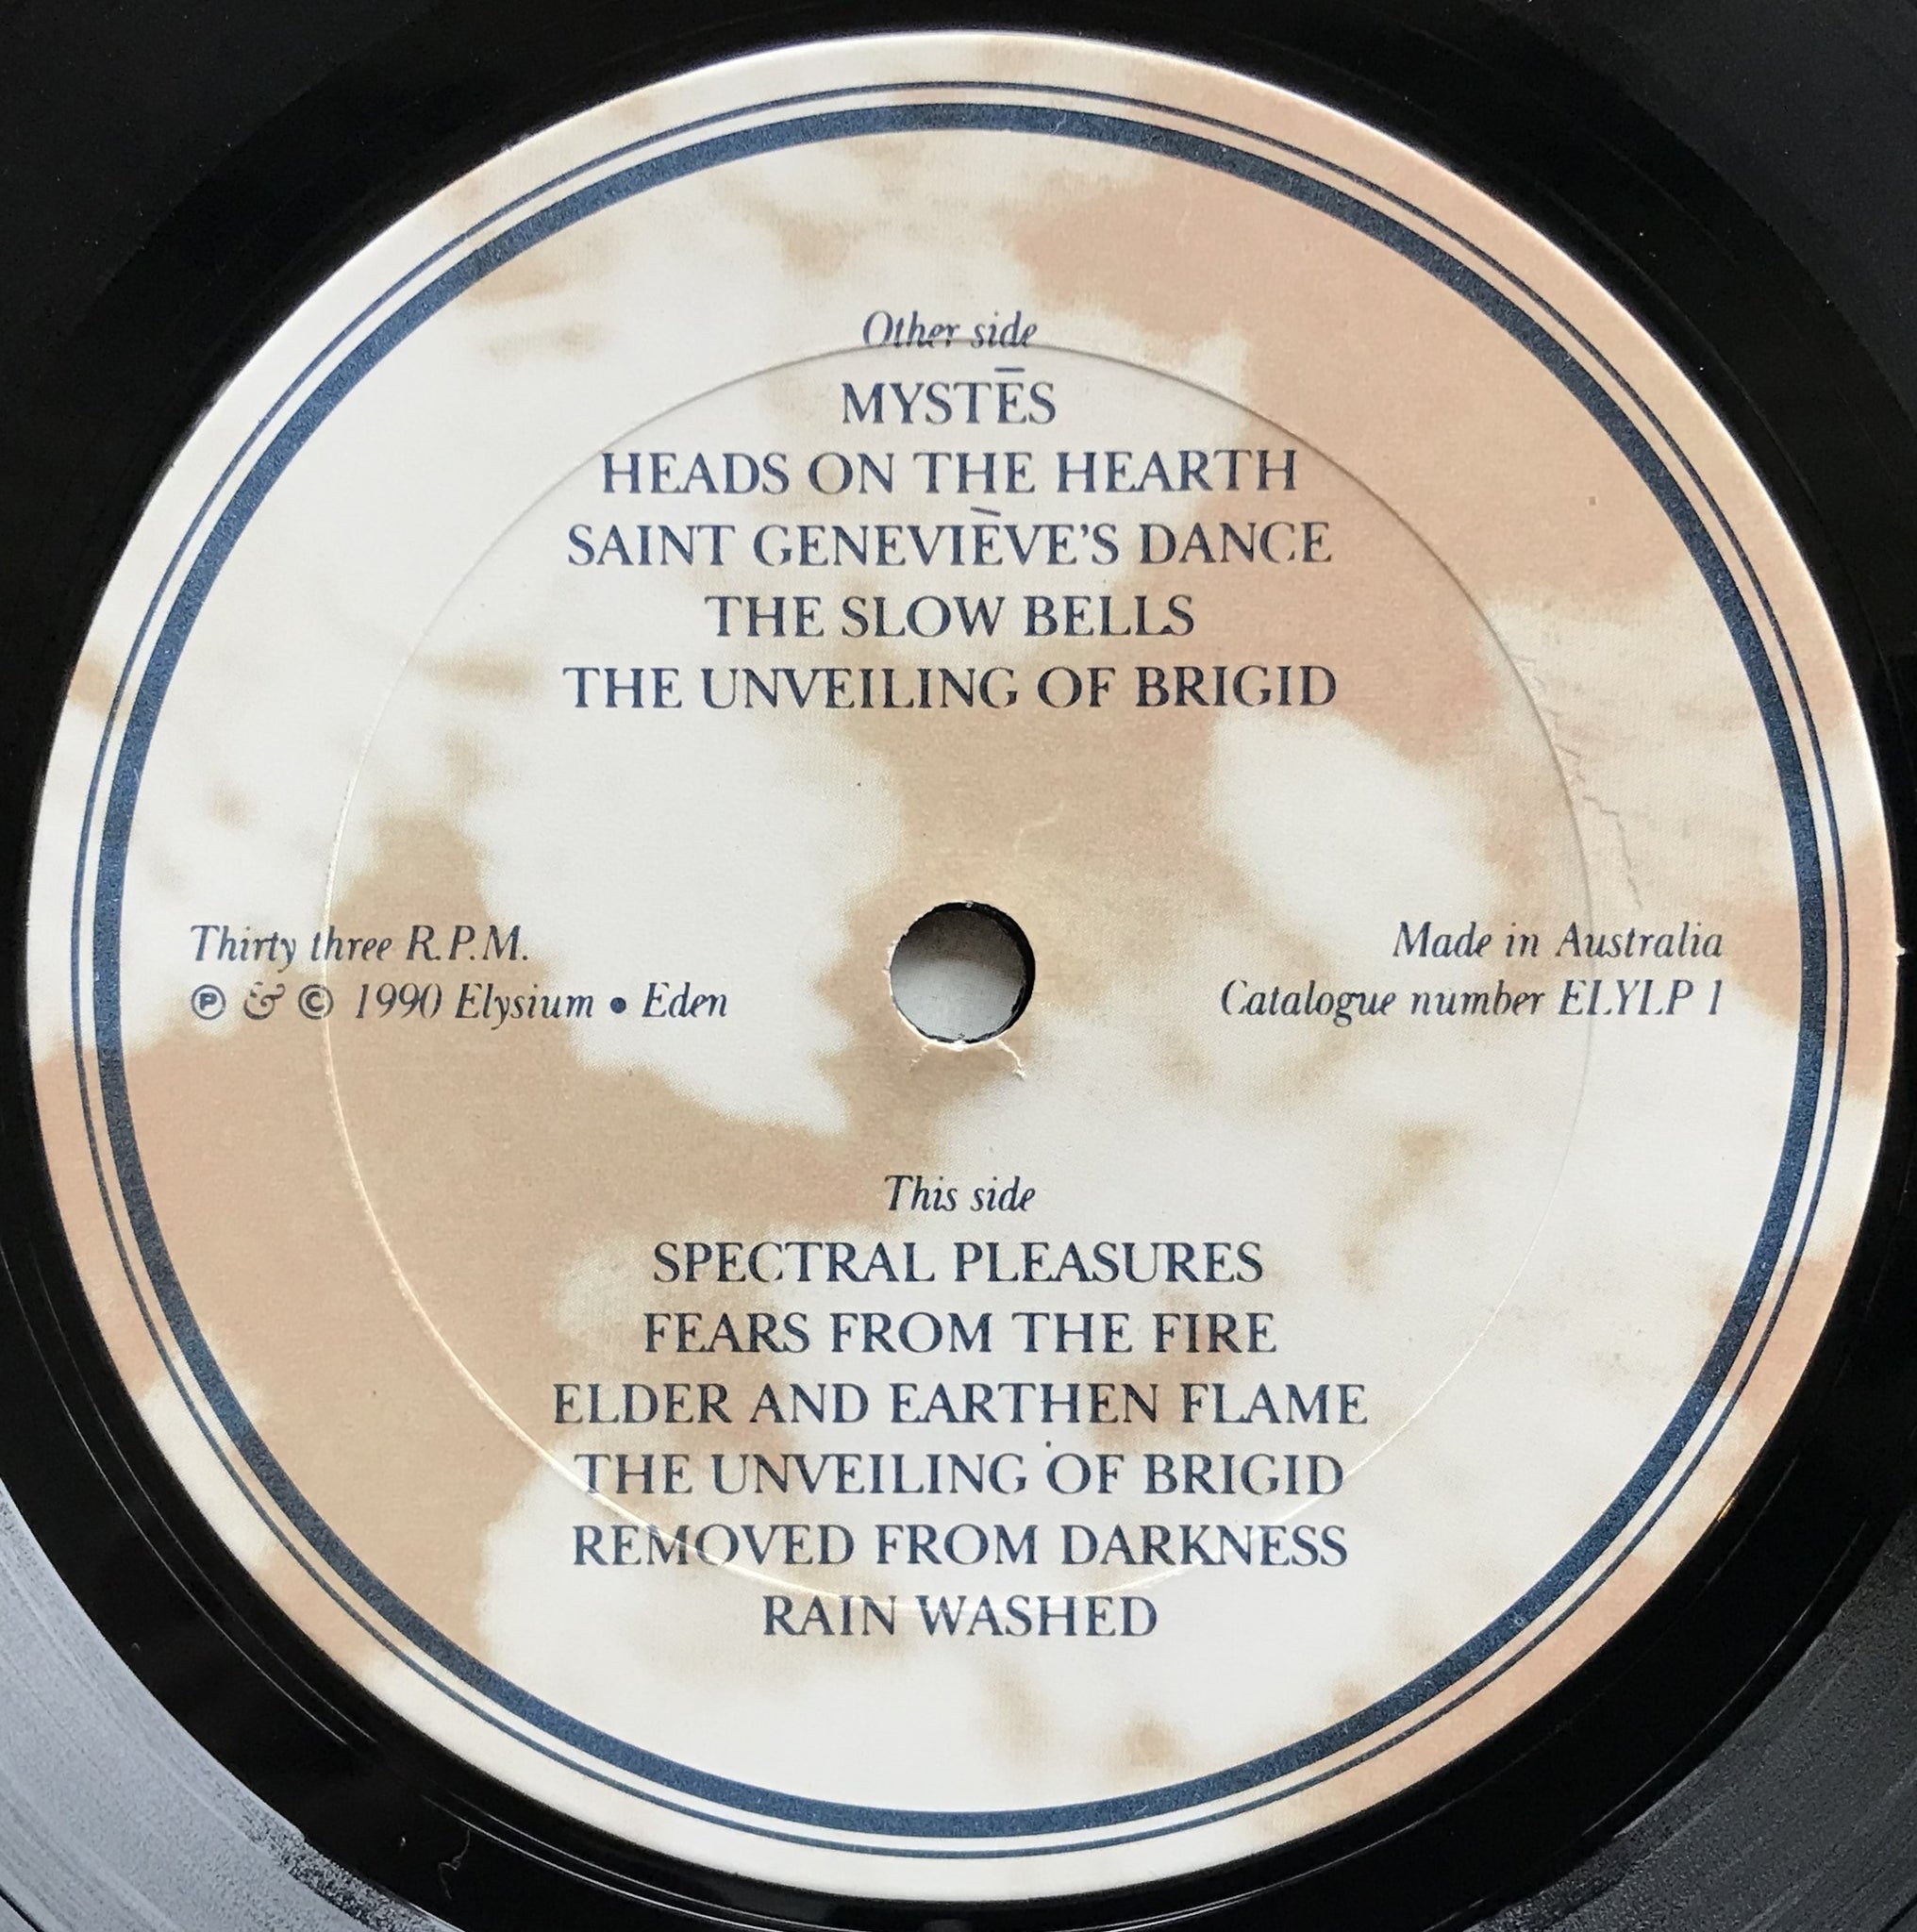 Other side
MYSTĒS
HEADS ON THE HEARTH
SAINT GENEVIÈVE'S DANCE
THE SLOW BELLS
THE UNVEILING OF BRIGID
Thirty three R.P.M.
℗ & © 1990 Elysium • Eden
Made in Australia
Catalogue number ELYLP 1
This side
SPECTRAL PLEASURES
FEARS FROM THE FIRE
ELDER AND EARTHEN FLAME
THE UNVEILING OF BRIGID
REMOVED FROM DARKNESS
RAIN WASHED